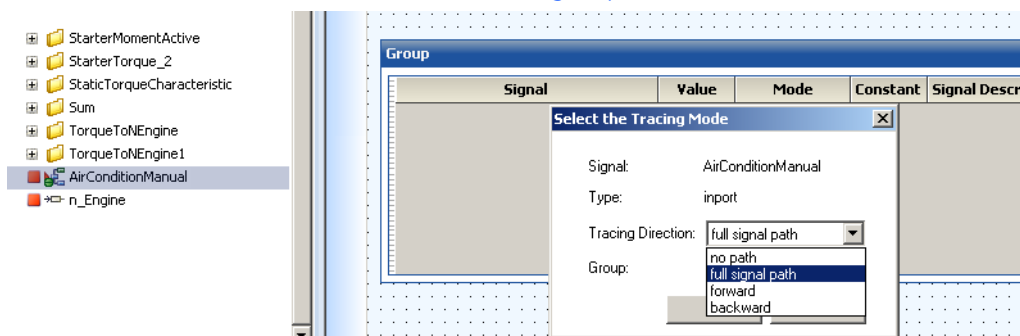 StarterMomentActive
StarterTorque_2
StaticTorqueCharacteristic
Sum
TorqueToNEngine
TorqueToNEngine1
AirConditionManual
n_Engine
Group
Signal Value Mode Constant Signal Descr
Select the Tracing Mode
Signal: AirConditionManual
Type: inport
Tracing Direction: full signal path
no path
Group: full signal path
forward
backward